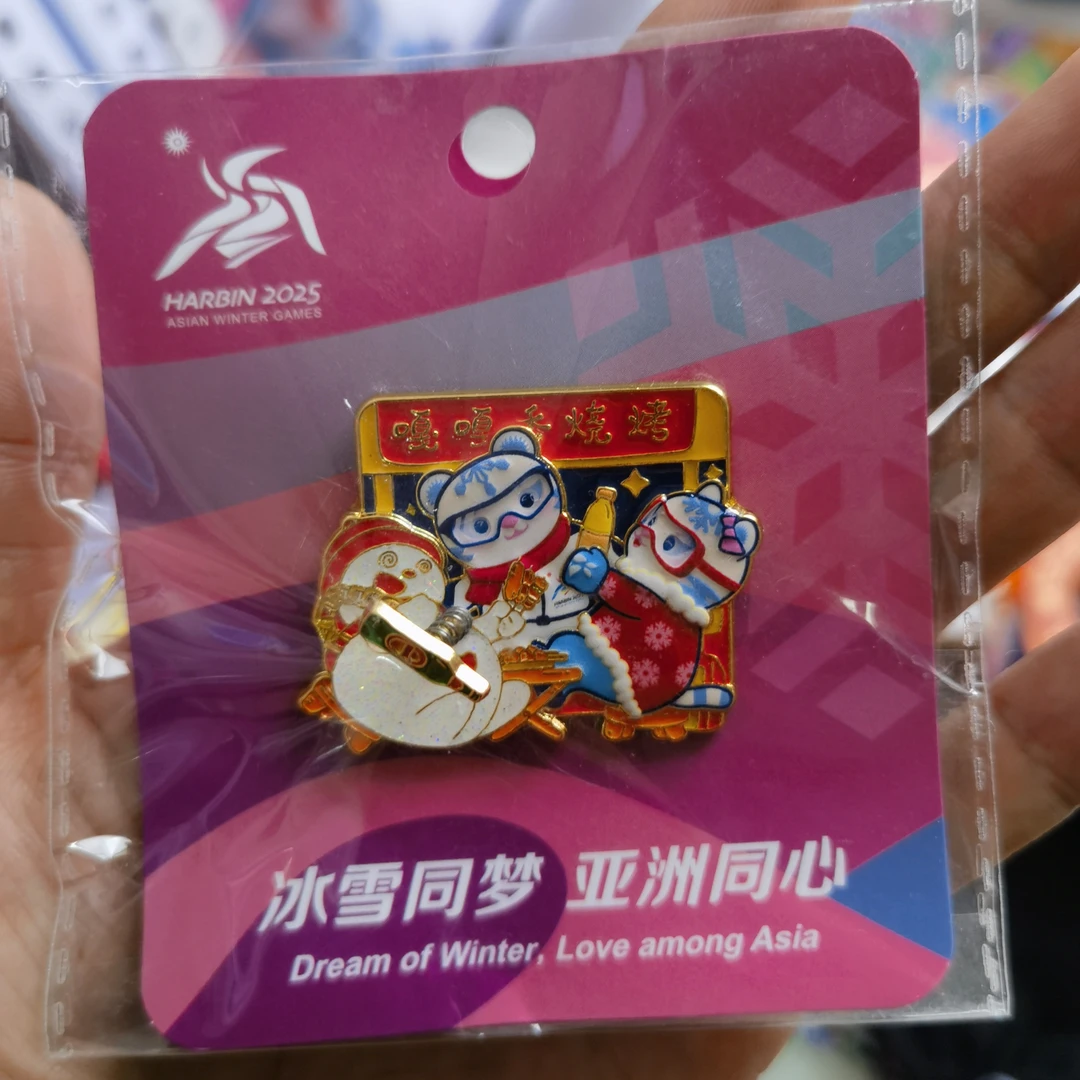 HARBIN 2025
ASIAN WINTER GAMES
嘎嘎香烧烤
冰雪同梦 亚洲同心
Dream of Winter, Love among Asia